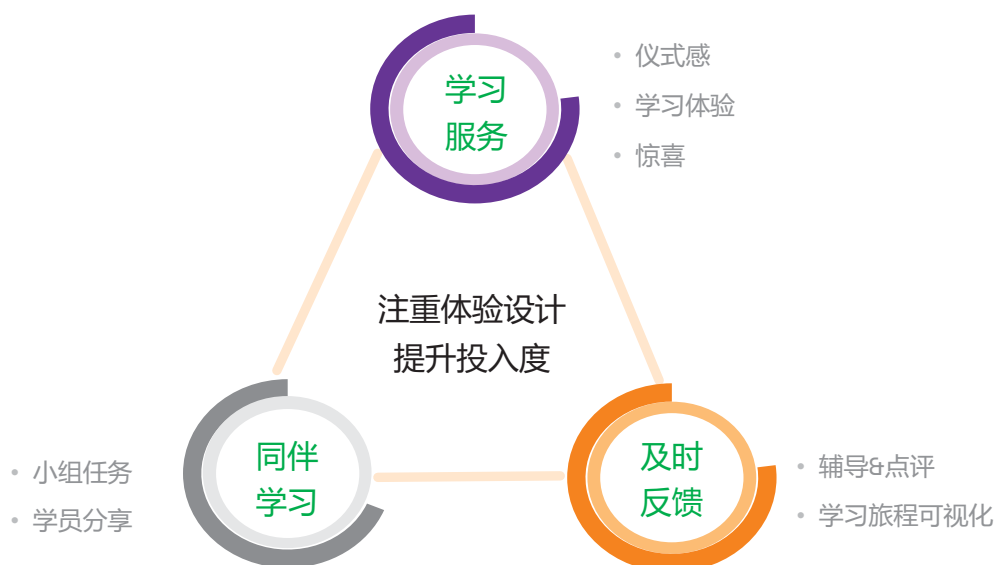 学习
服务
• 仪式感
• 学习体验
• 惊喜
注重体验设计
提升投入度
同伴
学习
• 小组任务
• 学员分享
及时
反馈
• 辅导&点评
• 学习旅程可视化